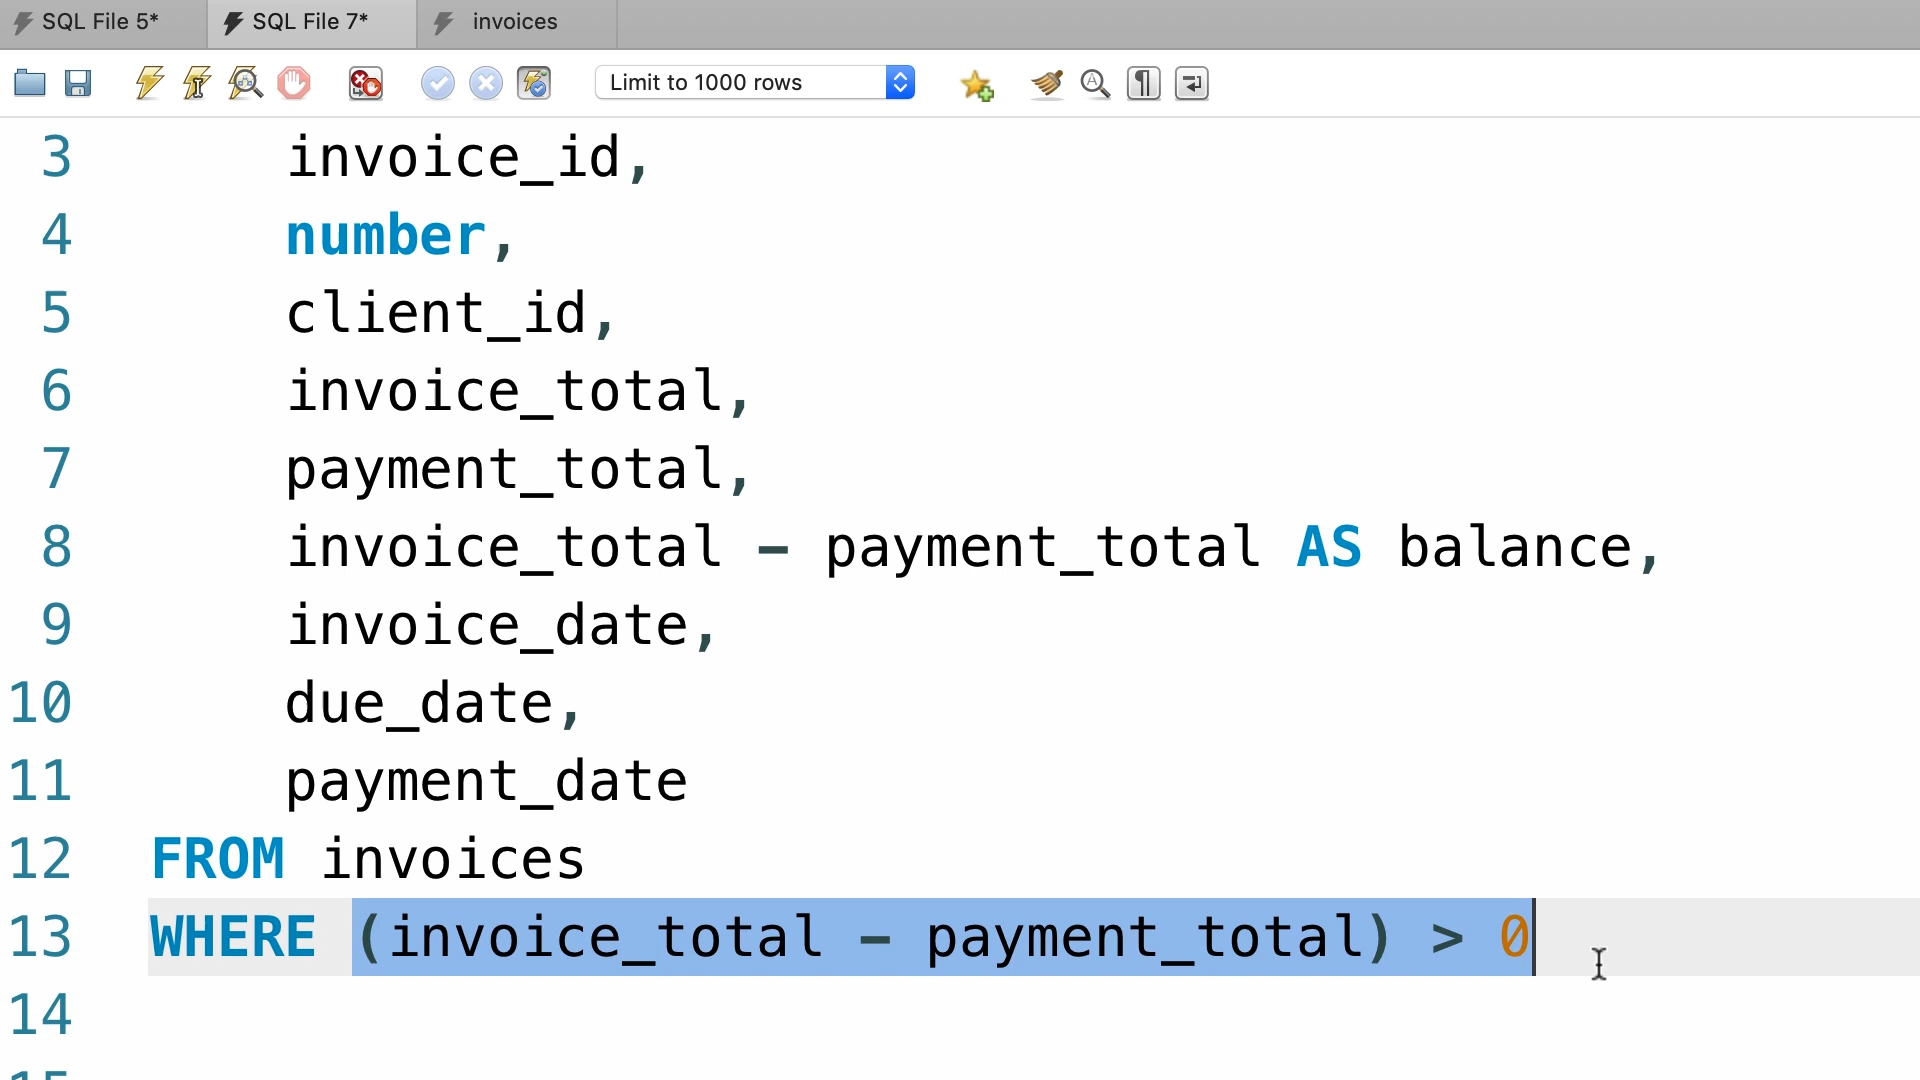 SQL File 5* SQL File 7* invoices
Limit to 1000 rows
3 invoice_id,
4 number,
5 client_id,
6 invoice_total,
7 payment_total,
8 invoice_total - payment_total AS balance,
9 invoice_date,
10 due_date,
11 payment_date
12 FROM invoices
13 WHERE (invoice_total - payment_total) > 0
14